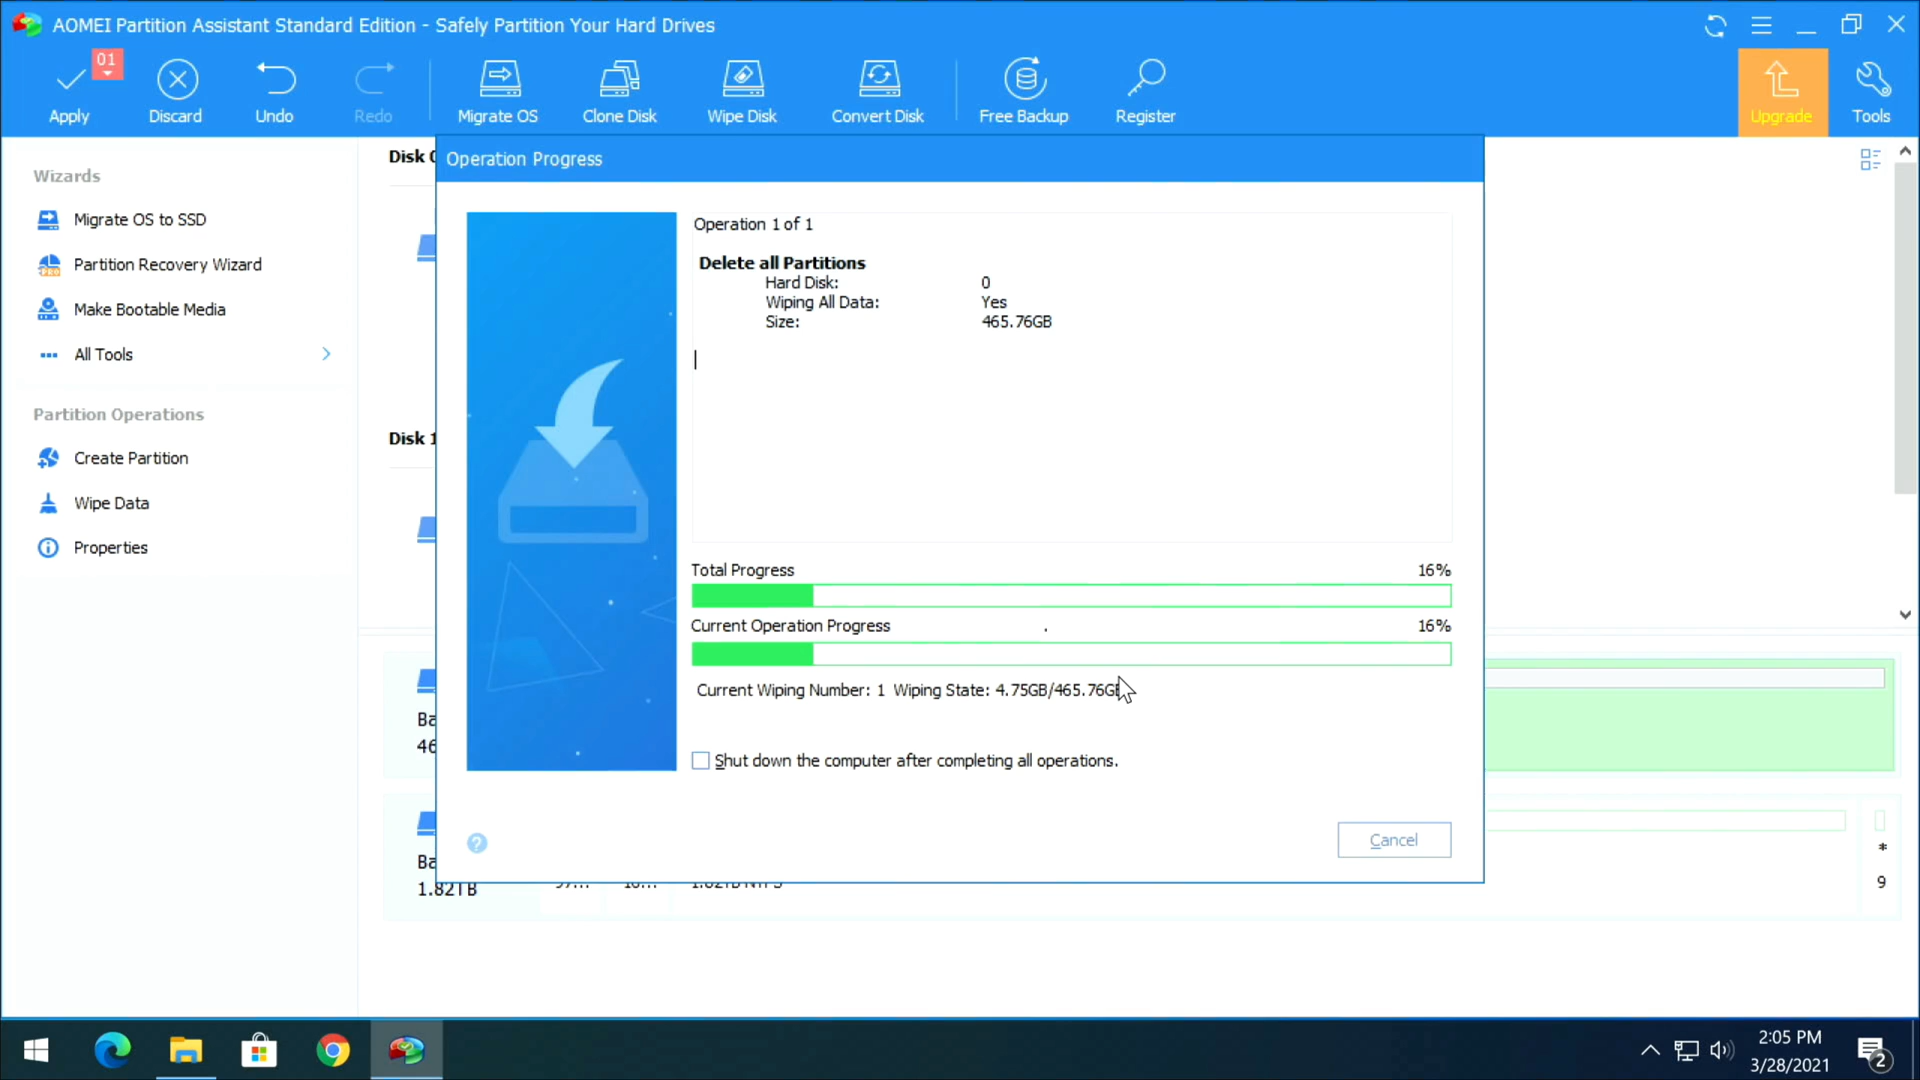 AOMEI Partition Assistant Standard Edition - Safely Partition Your Hard Drives
01
Apply
Discard
Undo
Redo
Migrate OS
Clone Disk
Wipe Disk
Convert Disk
Free Backup
Register
Upgrade
Tools
Wizards
Migrate OS to SSD
Partition Recovery Wizard
PRO
Make Bootable Media
All Tools
Partition Operations
Create Partition
Wipe Data
Properties
Disk
Disk 1
Operation Progress
Operation 1 of 1
Delete all Partitions
Hard Disk: 0
Wiping All Data: Yes
Size: 465.76GB
Total Progress 16%
Current Operation Progress . 16%
Current Wiping Number: 1 Wiping State: 4.75GB/465.76GB
Shut down the computer after completing all operations.
?
Cancel
Ba
46
Ba
1.82TB
*
9
2:05 PM
3/28/2021
2